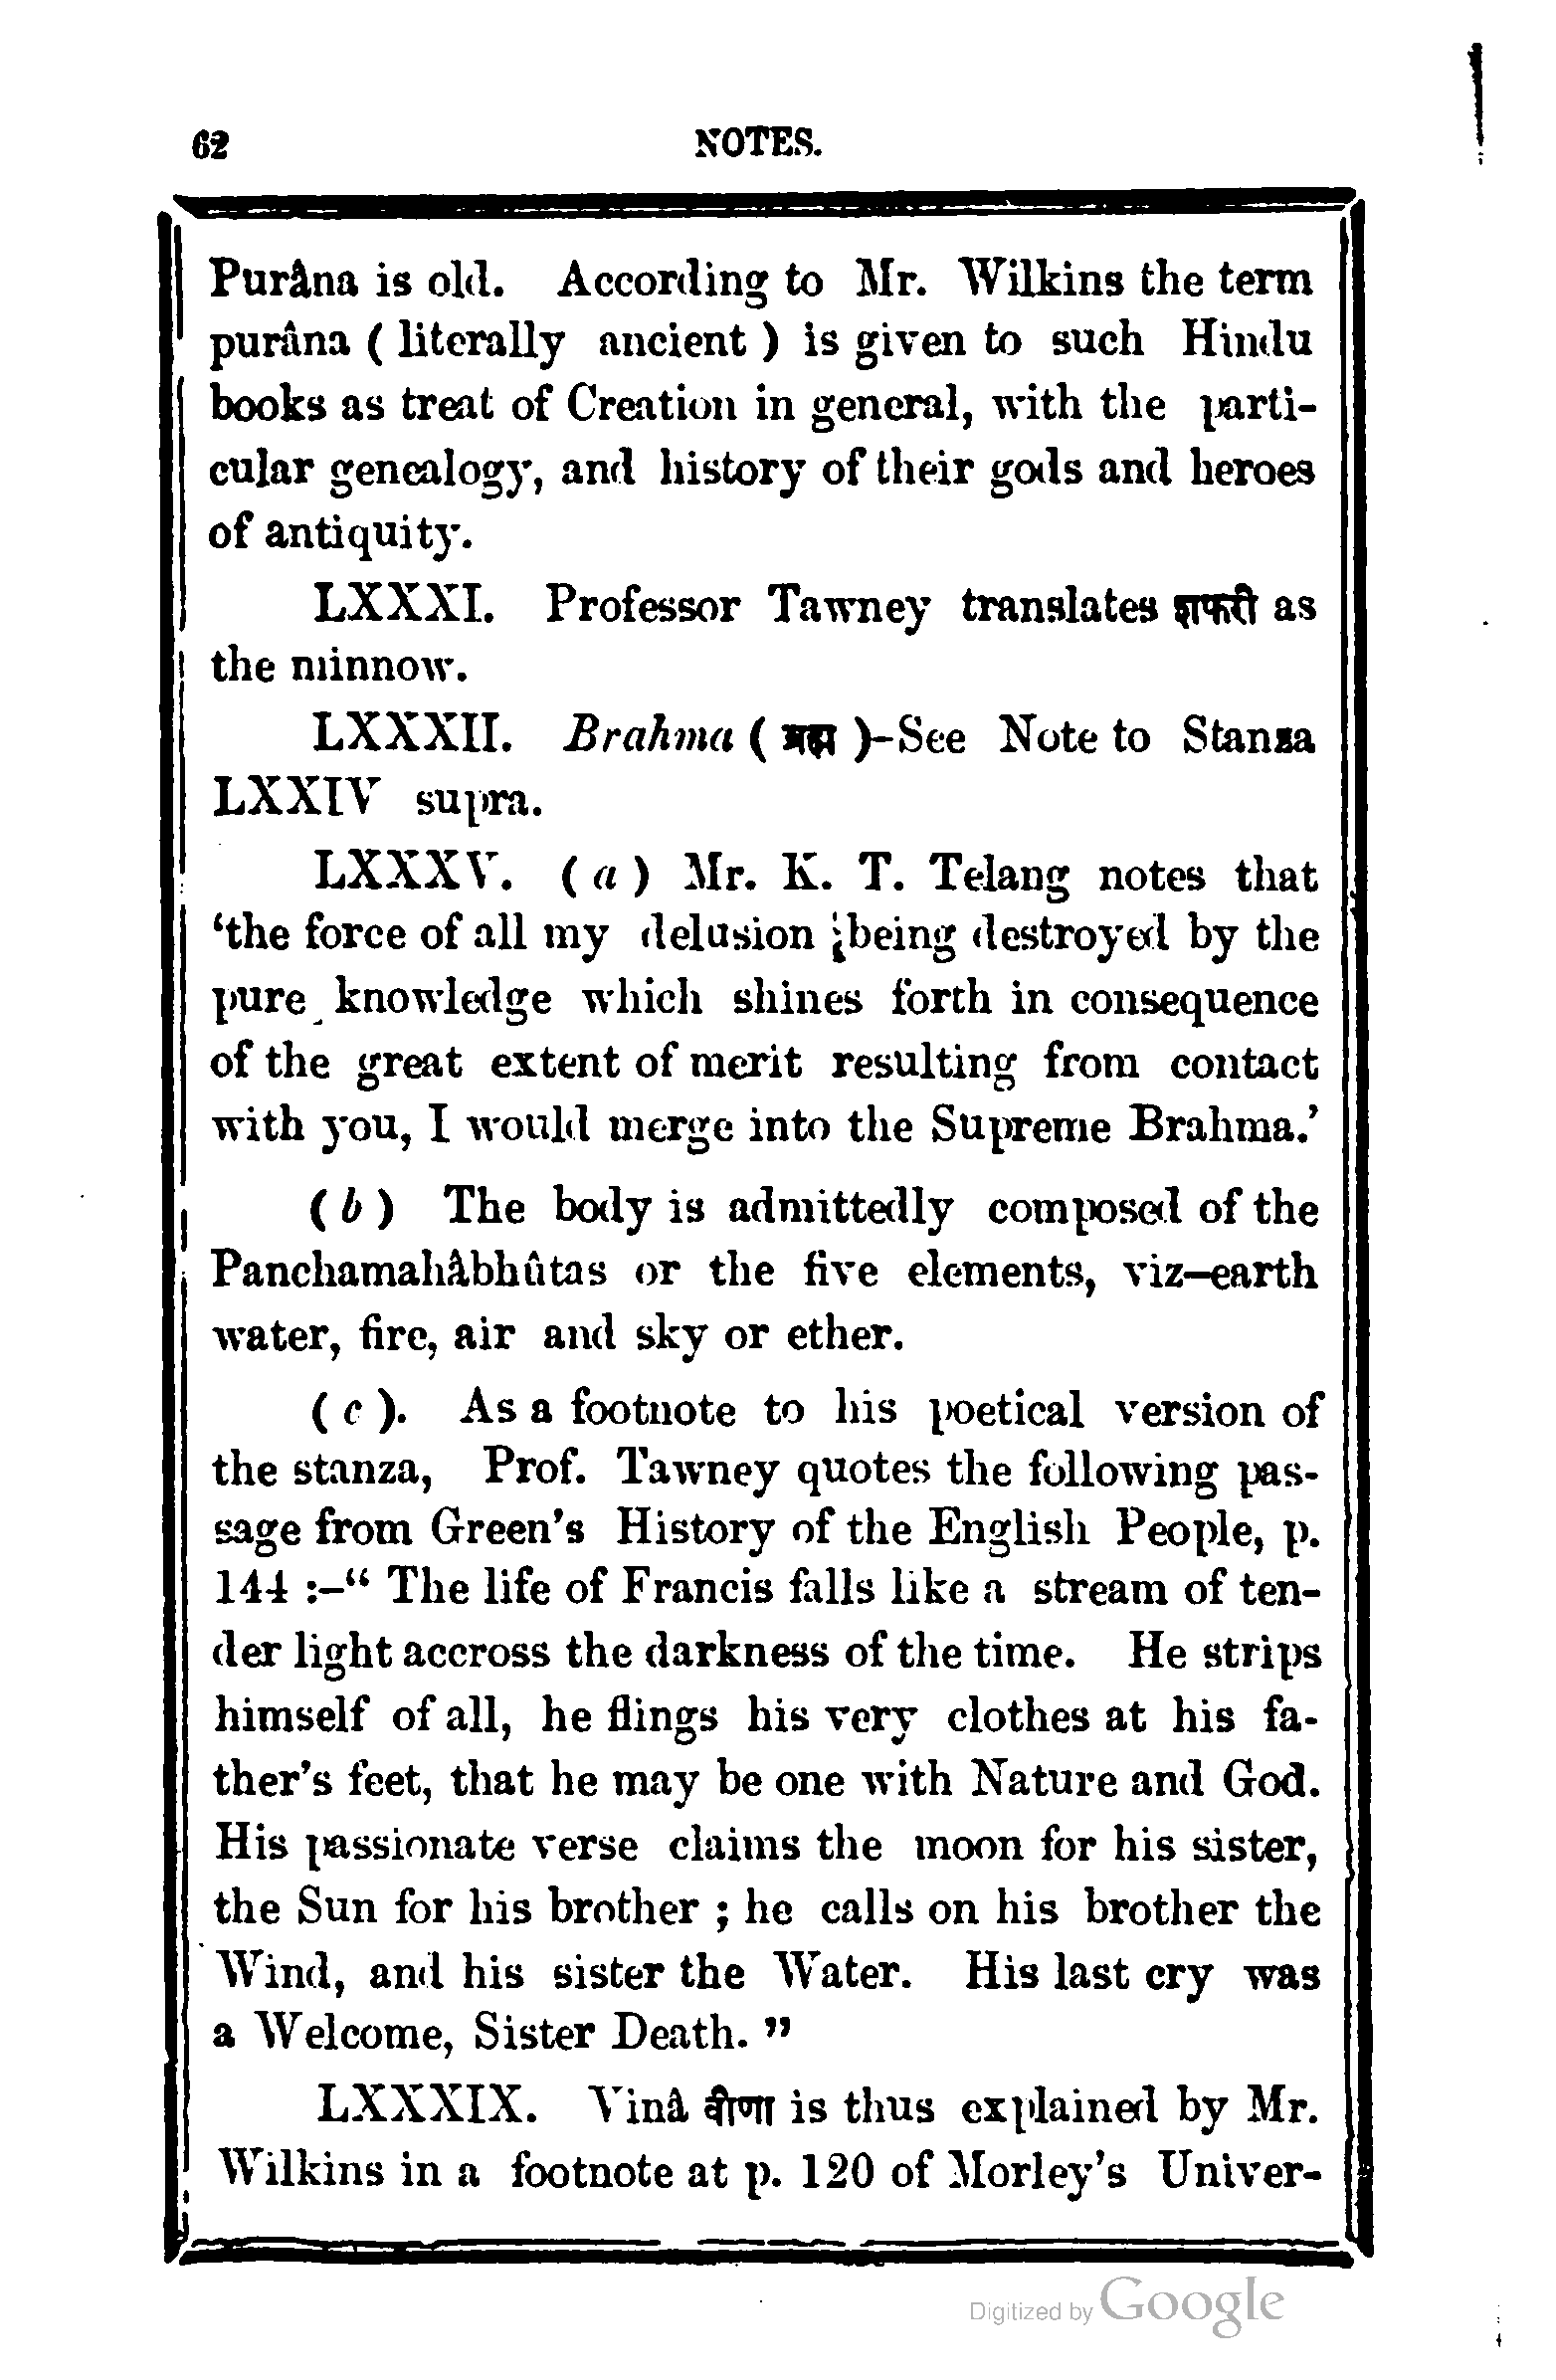 62 NOTES.
Purâna is old. According to Mr. Wilkins the term
purâna ( literally ancient ) is given to such Hindu
books as treat of Creation in general, with the parti-
cular genealogy, and history of their gods and heroes
of antiquity.
LXXXI. Professor Tawney translates शफरी as
the minnow.
LXXXII. Brahma ( ब्रह्म )-See Note to Stanza
LXXIV supra.
LXXXV. ( a ) Mr. K. T. Telang notes that
‘the force of all my delusion being destroyed by the
pure knowledge which shines forth in consequence
of the great extent of merit resulting from contact
with you, I would merge into the Supreme Brahma.’
( b ) The body is admittedly composed of the
Panchamahâbhûtas or the five elements, viz–earth
water, fire, air and sky or ether.
( c ). As a footnote to his poetical version of
the stanza, Prof. Tawney quotes the following pas-
sage from Green’s History of the English People, p.
144 :–“ The life of Francis falls like a stream of ten-
der light accross the darkness of the time. He strips
himself of all, he flings his very clothes at his fa-
ther’s feet, that he may be one with Nature and God.
His passionate verse claims the moon for his sister,
the Sun for his brother ; he calls on his brother the
Wind, and his sister the Water. His last cry was
a Welcome, Sister Death. ”
LXXXIX. Vinâ वीणा is thus explained by Mr.
Wilkins in a footnote at p. 120 of Morley’s Univer-
Digitized by Google